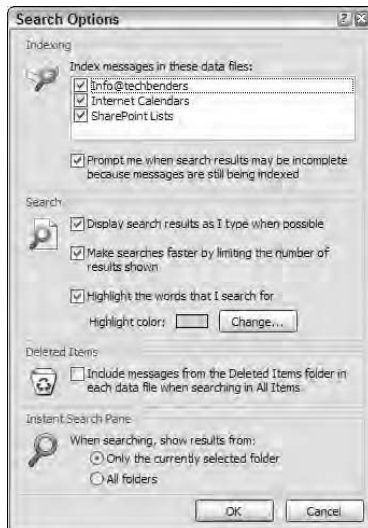 Search Options
Indexing
Index messages in these data files:
Info@techbenders
Internet Calendars
SharePoint Lists
Prompt me when search results may be incomplete
because messages are still being indexed
Search
Display search results as I type when possible
Make searches faster by limiting the number of
results shown
Highlight the words that I search for
Highlight color:
Change...
Deleted Items
Include messages from the Deleted Items folder in
each data file when searching in All Items
Instant Search Pane
When searching, show results from:
Only the currently selected folder
All folders
OK
Cancel